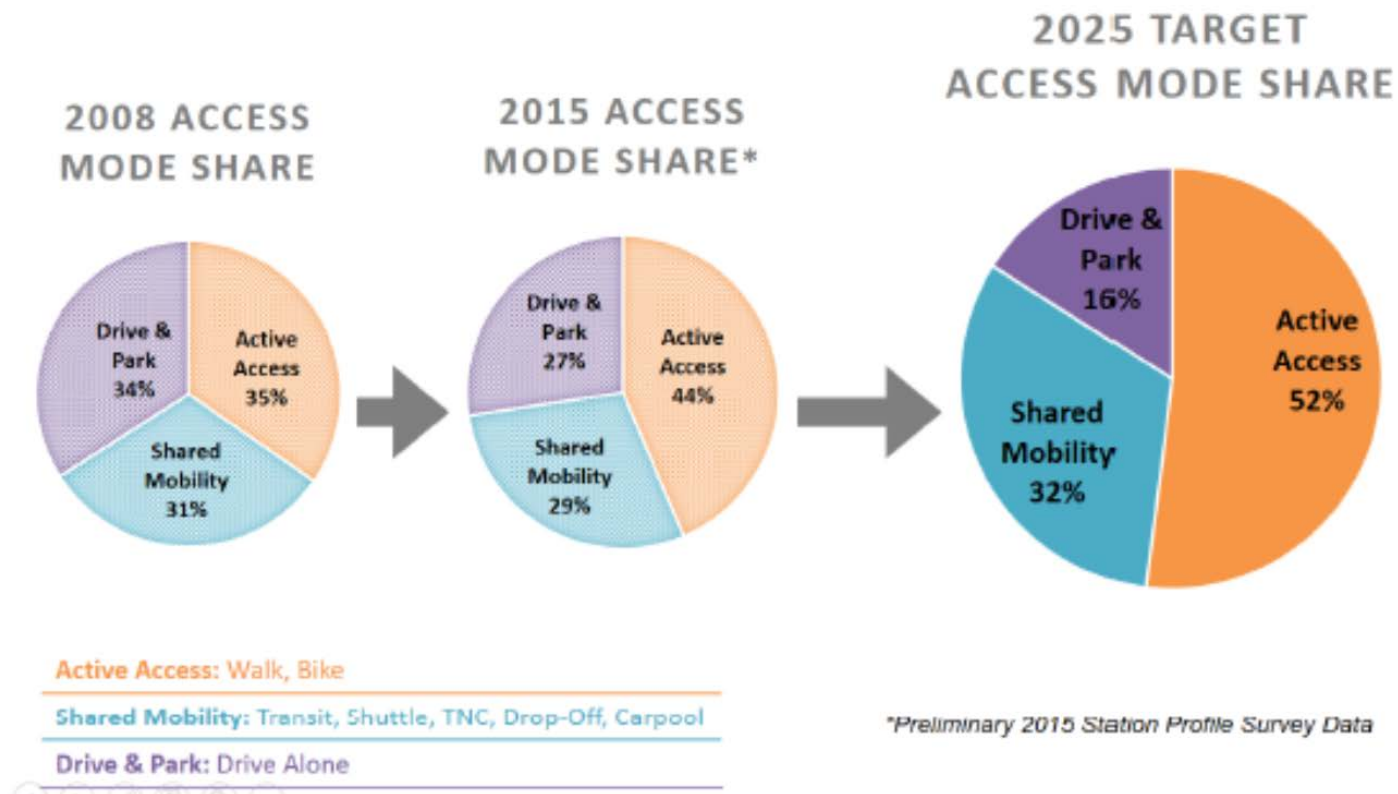 2008 ACCESS
MODE SHARE
Drive &
Park
34%
Active
Access
35%
Shared
Mobility
31%
2015 ACCESS
MODE SHARE*
Drive &
Park
27%
Active
Access
44%
Shared
Mobility
29%
2025 TARGET
ACCESS MODE SHARE
Drive &
Park
16%
Active
Access
52%
Shared
Mobility
32%
Active Access: Walk, Bike
Shared Mobility: Transit, Shuttle, TNC, Drop-Off, Carpool
Drive & Park: Drive Alone
*Preliminary 2015 Station Profile Survey Data